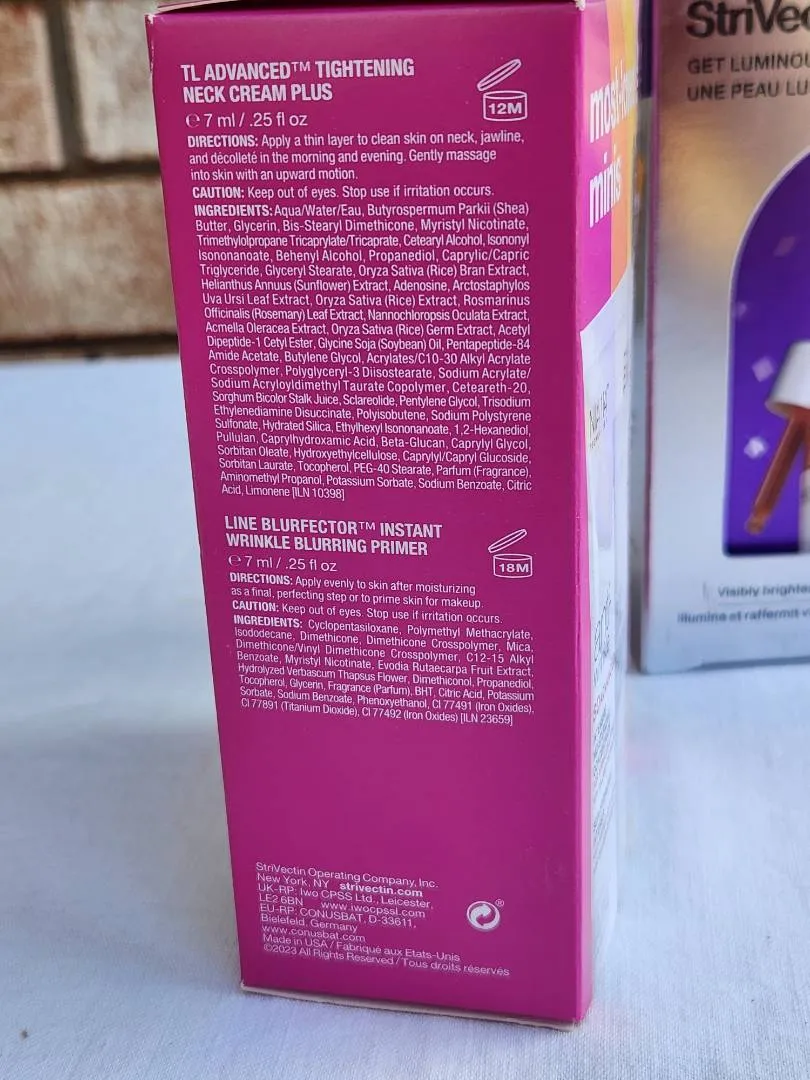 TL ADVANCED™ TIGHTENING
NECK CREAM PLUS
℮ 7 ml / .25 fl oz
12M
DIRECTIONS: Apply a thin layer to clean skin on neck, jawline,
and décolleté in the morning and evening. Gently massage
into skin with an upward motion.
CAUTION: Keep out of eyes. Stop use if irritation occurs.
INGREDIENTS: Aqua/Water/Eau, Butyrospermum Parkii (Shea)
Butter, Glycerin, Bis-Stearyl Dimethicone, Myristyl Nicotinate,
Trimethylolpropane Tricaprylate/Tricaprate, Cetearyl Alcohol, Isononyl
Isononanoate, Behenyl Alcohol, Propanediol, Caprylic/Capric
Triglyceride, Glyceryl Stearate, Oryza Sativa (Rice) Bran Extract,
Helianthus Annuus (Sunflower) Extract, Adenosine, Arctostaphylos
Uva Ursi Leaf Extract, Oryza Sativa (Rice) Extract, Rosmarinus
Officinalis (Rosemary) Leaf Extract, Nannochloropsis Oculata Extract,
Acmella Oleracea Extract, Oryza Sativa (Rice) Germ Extract, Acetyl
Dipeptide-1 Cetyl Ester, Glycine Soja (Soybean) Oil, Pentapeptide-84
Amide Acetate, Butylene Glycol, Acrylates/C10-30 Alkyl Acrylate
Crosspolymer, Polyglyceryl-3 Diisostearate, Sodium Acrylate/
Sodium Acryloyldimethyl Taurate Copolymer, Ceteareth-20,
Sorghum Bicolor Stalk Juice, Sclareolide, Pentylene Glycol, Trisodium
Ethylenediamine Disuccinate, Polyisobutene, Sodium Polystyrene
Sulfonate, Hydrated Silica, Ethylhexyl Isononanoate, 1,2-Hexanediol,
Pullulan, Caprylhydroxamic Acid, Beta-Glucan, Caprylyl Glycol,
Sorbitan Oleate, Hydroxyethylcellulose, Caprylyl/Capryl Glucoside,
Sorbitan Laurate, Tocopherol, PEG-40 Stearate, Parfum (Fragrance),
Aminomethyl Propanol, Potassium Sorbate, Sodium Benzoate, Citric
Acid, Limonene [ILN 10398]
LINE BLURFECTOR™ INSTANT
WRINKLE BLURRING PRIMER
℮ 7 ml / .25 fl oz
18M
DIRECTIONS: Apply evenly to skin after moisturizing
as a final, perfecting step or to prime skin for makeup.
CAUTION: Keep out of eyes. Stop use if irritation occurs.
INGREDIENTS: Cyclopentasiloxane, Polymethyl Methacrylate,
Isododecane, Dimethicone, Dimethicone Crosspolymer, Mica,
Dimethicone/Vinyl Dimethicone Crosspolymer, C12-15 Alkyl
Benzoate, Myristyl Nicotinate, Evodia Rutaecarpa Fruit Extract,
Hydrolyzed Verbascum Thapsus Flower, Dimethiconol, Propanediol,
Tocopherol, Glycerin, Fragrance (Parfum), BHT, Citric Acid, Potassium
Sorbate, Sodium Benzoate, Phenoxyethanol, CI 77491 (Iron Oxides),
CI 77891 (Titanium Dioxide), CI 77492 (Iron Oxides) [ILN 23659]
StriVectin Operating Company, Inc.
New York, NY strivectin.com
UK-RP: Iwo CPSS Ltd., Leicester,
LE2 6BN www.iwocpssl.com
EU-RP: CONUSBAT, D-33611,
Bielefeld, Germany
www.conusbat.com
Made in USA / Fabriqué aux Etats-Unis
©2023 All Rights Reserved / Tous droits réservés
®
minis
StriVec
GET LUMINOU
UNE PEAU LU
Visibly brighte
illumine et raffermit